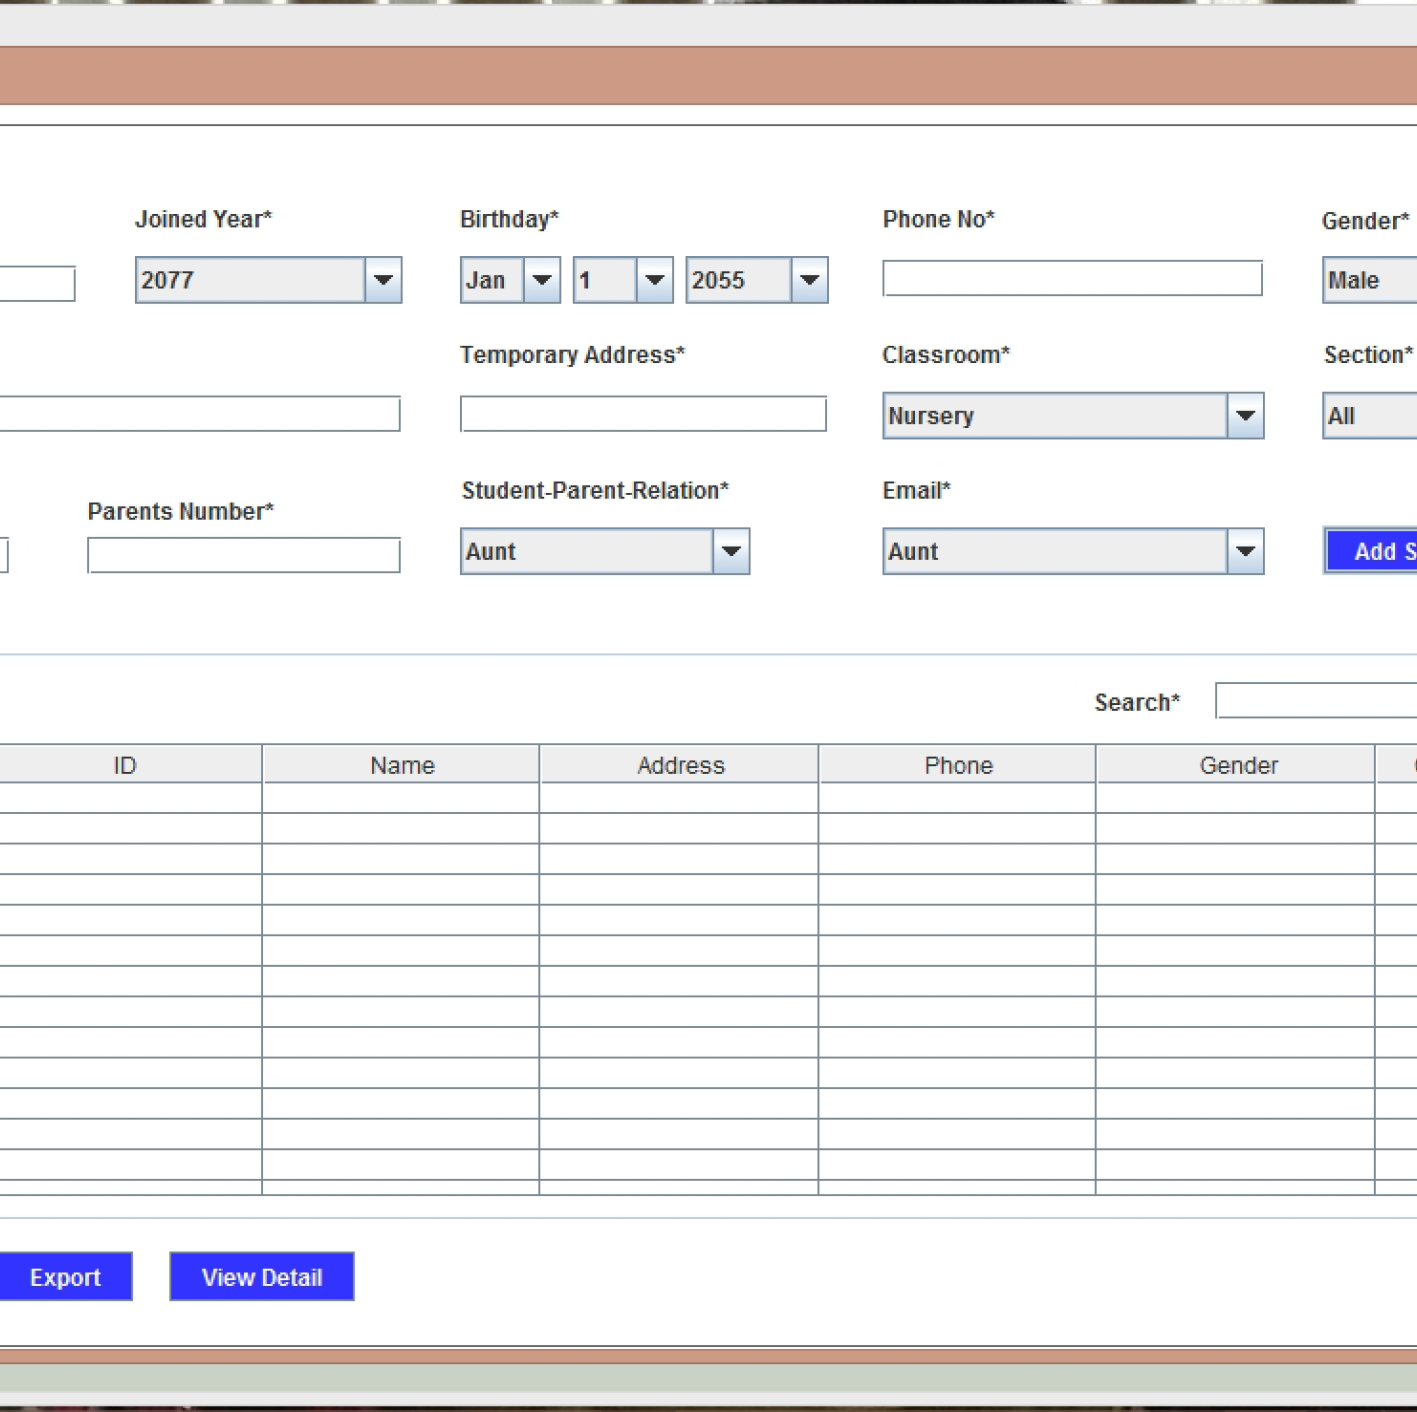 Joined Year* Birthday* Phone No* Gender*
2077 Jan 1 2055 Male
Temporary Address* Classroom* Section*
Nursery All
Student-Parent-Relation* Email*
Parents Number*
Aunt Aunt Add S
Search*
ID Name Address Phone Gender
Export View Detail